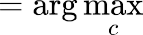 = arg max
c